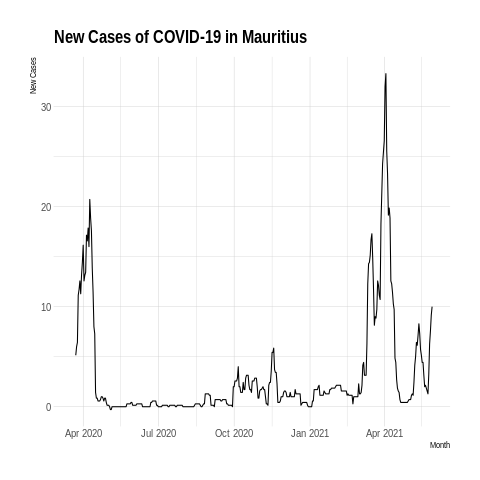 New Cases of COVID-19 in Mauritius
New Cases
30
20
10
0
Apr 2020
Jul 2020
Oct 2020
Jan 2021
Apr 2021
Month